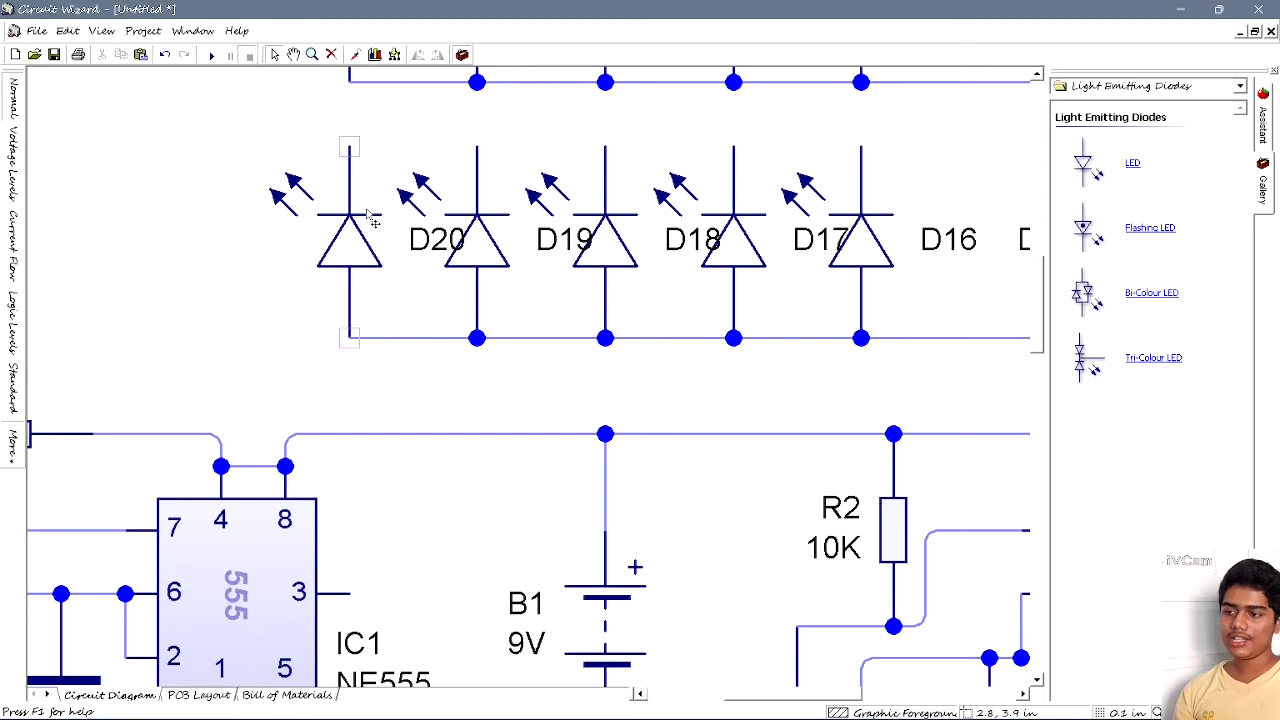 Circuit Wizard - [Untitled *]
File Edit View Project Window Help
Normal
Voltage Levels
Current Flow
Logic Levels
Standard
More
Light Emitting Diodes
Light Emitting Diodes
LED
Flashing LED
Bi-Colour LED
Tri-Colour LED
Assistant
Gallery
D20 D19 D18 D17 D16 D
7 4 8
6 555 3
2 1 5
IC1
NE555
B1
9V
+
R2
10K
iVCam
Circuit Diagram PCB Layout Bill of Materials
Press F1 for help
Graphic Foregroun
2.8, 3.9 in
0.1 in